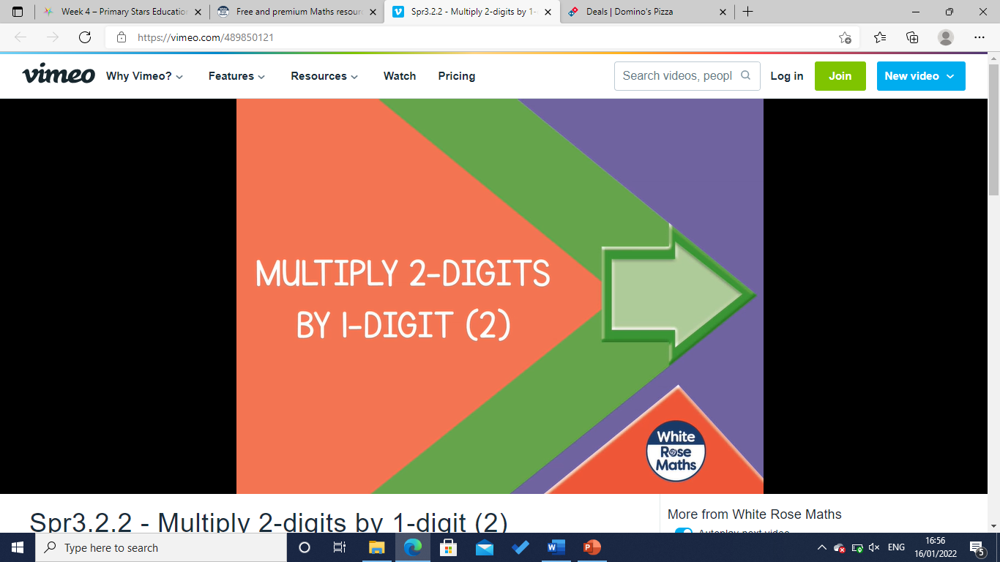 Week 4 – Primary Stars Education
Free and premium Maths resour
Spr3.2.2 - Multiply 2-digits by 1-
Deals | Domino's Pizza
https://vimeo.com/489850121
vimeo
Why Vimeo?
Features
Resources
Watch
Pricing
Search videos, peopl
Log in
Join
New video
MULTIPLY 2-DIGITS
BY 1-DIGIT (2)
White
Rose
Maths
Spr3.2.2 - Multiply 2-digits by 1-digit (2)
More from White Rose Maths
Autoplay next video
Type here to search
ENG
16:56
16/01/2022
5